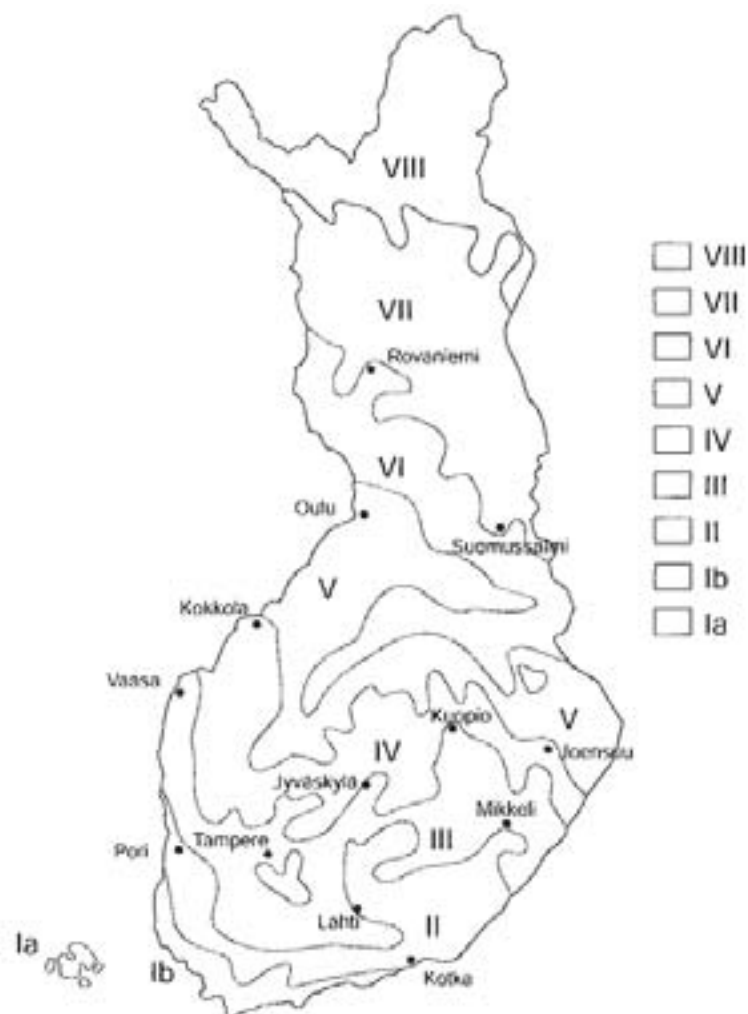 VIII
VIII
VII
VI
V
IV
III
II
Ib
Ia
VII
Rovaniemi
VI
Oulu
Suomussalmi
V
Kokkola
Vaasa
Kuopio
V
IV
Joensuu
Jyväskylä
Mikkeli
Pori
Tampere
III
Lahti
II
Ia
Ib
Kotka